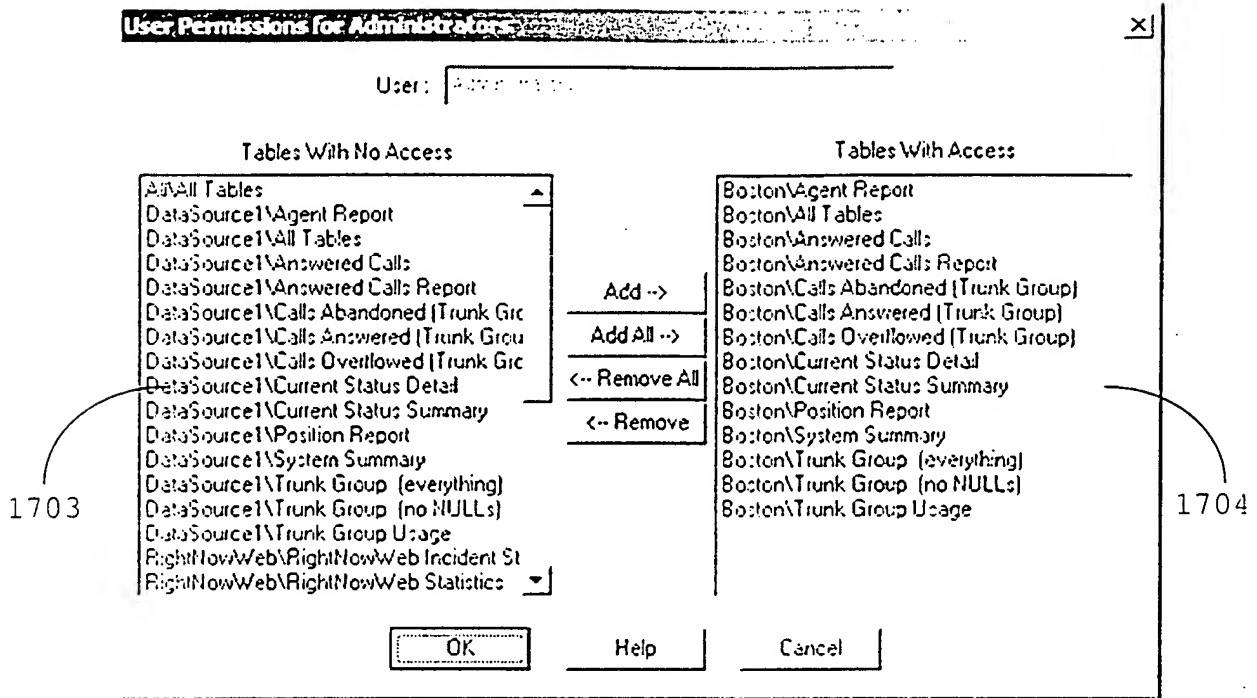 User Permissions for Administrators
User:
Tables With No Access
All\All Tables
DataSource1\Agent Report
DataSource1\All Tables
DataSource1\Answered Calls
DataSource1\Answered Calls Report
DataSource1\Calls Abandoned (Trunk Grc
DataSource1\Calls Answered (Trunk Grou
DataSource1\Calls Overflowed (Trunk Grc
DataSource1\Current Status Detail
DataSource1\Current Status Summary
DataSource1\Position Report
DataSource1\System Summary
DataSource1\Trunk Group (everything)
DataSource1\Trunk Group (no NULLs)
DataSource1\Trunk Group Usage
RightNowWeb\RightNowWeb Incident St
RightNowWeb\RightNowWeb Statistics
1703
Add -->
Add All -->
<-- Remove All
<-- Remove
Tables With Access
Boston\Agent Report
Boston\All Tables
Boston\Answered Calls
Boston\Answered Calls Report
Boston\Calls Abandoned (Trunk Group)
Boston\Calls Answered (Trunk Group)
Boston\Calls Overflowed (Trunk Group)
Boston\Current Status Detail
Boston\Current Status Summary
Boston\Position Report
Boston\System Summary
Boston\Trunk Group (everything)
Boston\Trunk Group (no NULLs)
Boston\Trunk Group Usage
1704
OK
Help
Cancel